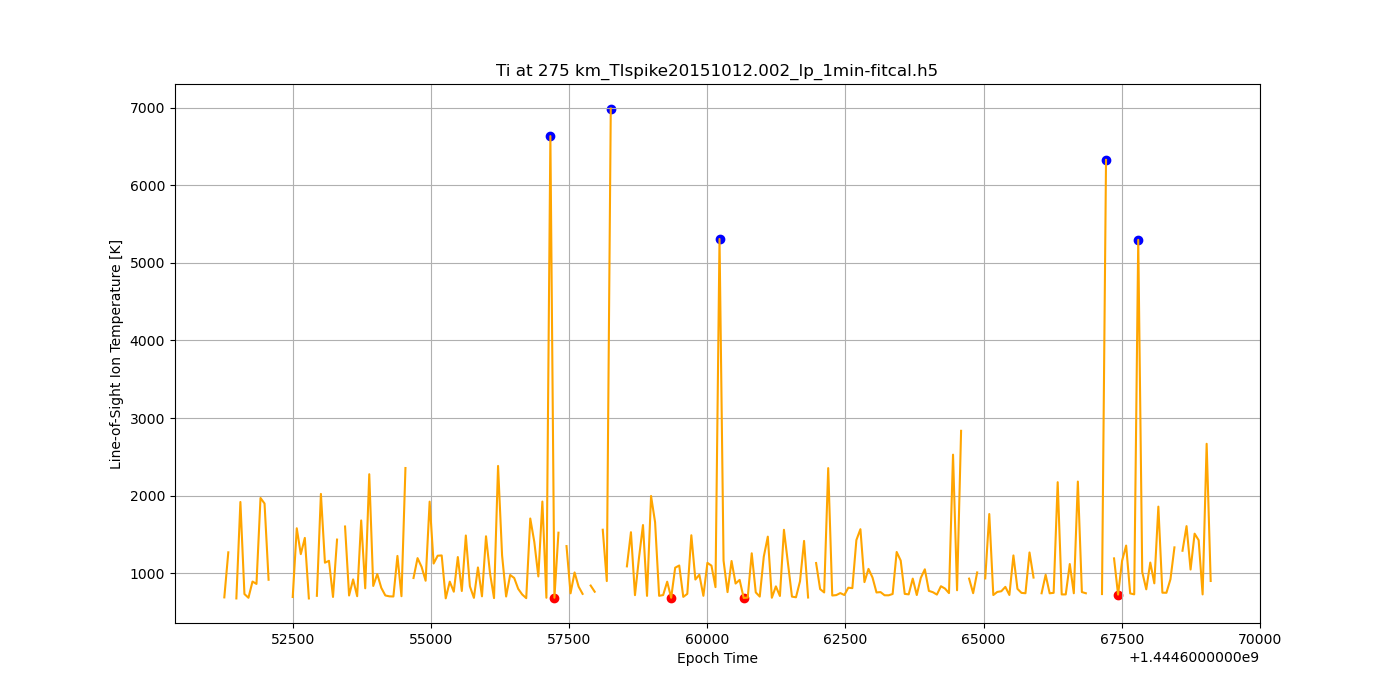 Ti at 275 km_TIspike20151012.002_lp_1min-fitcal.h5
Line-of-Sight Ion Temperature [K]
7000
6000
5000
4000
3000
2000
1000
52500 55000 57500 60000 62500 65000 67500 70000
Epoch Time
+1.4446000000e9